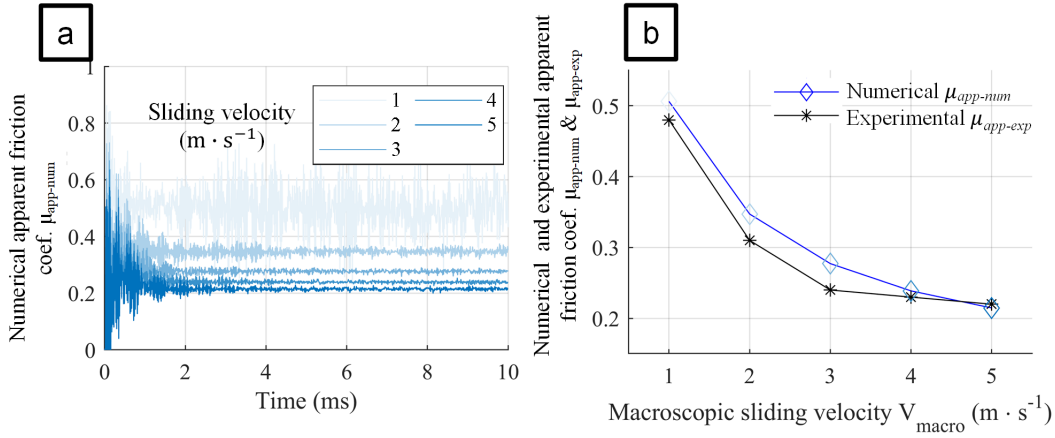 a
Numerical apparent friction
coef. μapp-num
1
0.8
0.6
0.4
0.2
0
Sliding velocity
(m · s−1)
1
2
3
4
5
0 2 4 6 8 10
Time (ms)
b
Numerical and experimental apparent
friction coef. μapp-num & μapp-exp
0.5
0.4
0.3
0.2
Numerical μapp-num
Experimental μapp-exp
1 2 3 4 5
Macroscopic sliding velocity Vmacro (m · s-1)